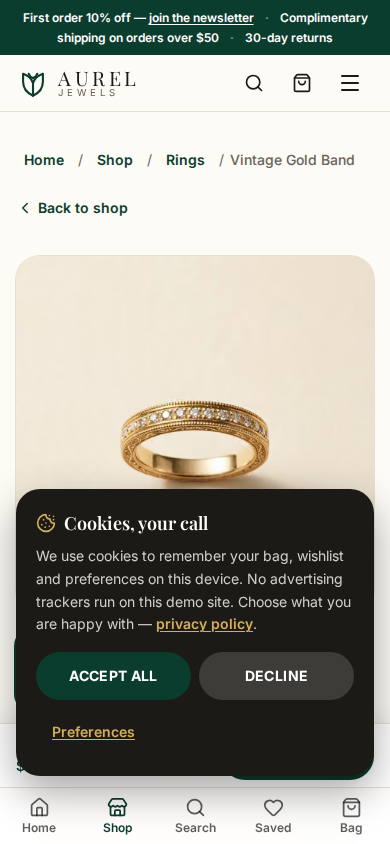 First order 10% off — join the newsletter · Complimentary
shipping on orders over $50 · 30-day returns
AUREL
JEWELS
Home / Shop / Rings / Vintage Gold Band
Back to shop
Cookies, your call
We use cookies to remember your bag, wishlist
and preferences on this device. No advertising
trackers run on this demo site. Choose what you
are happy with — privacy policy.
ACCEPT ALL DECLINE
Preferences
Home Shop Search Saved Bag